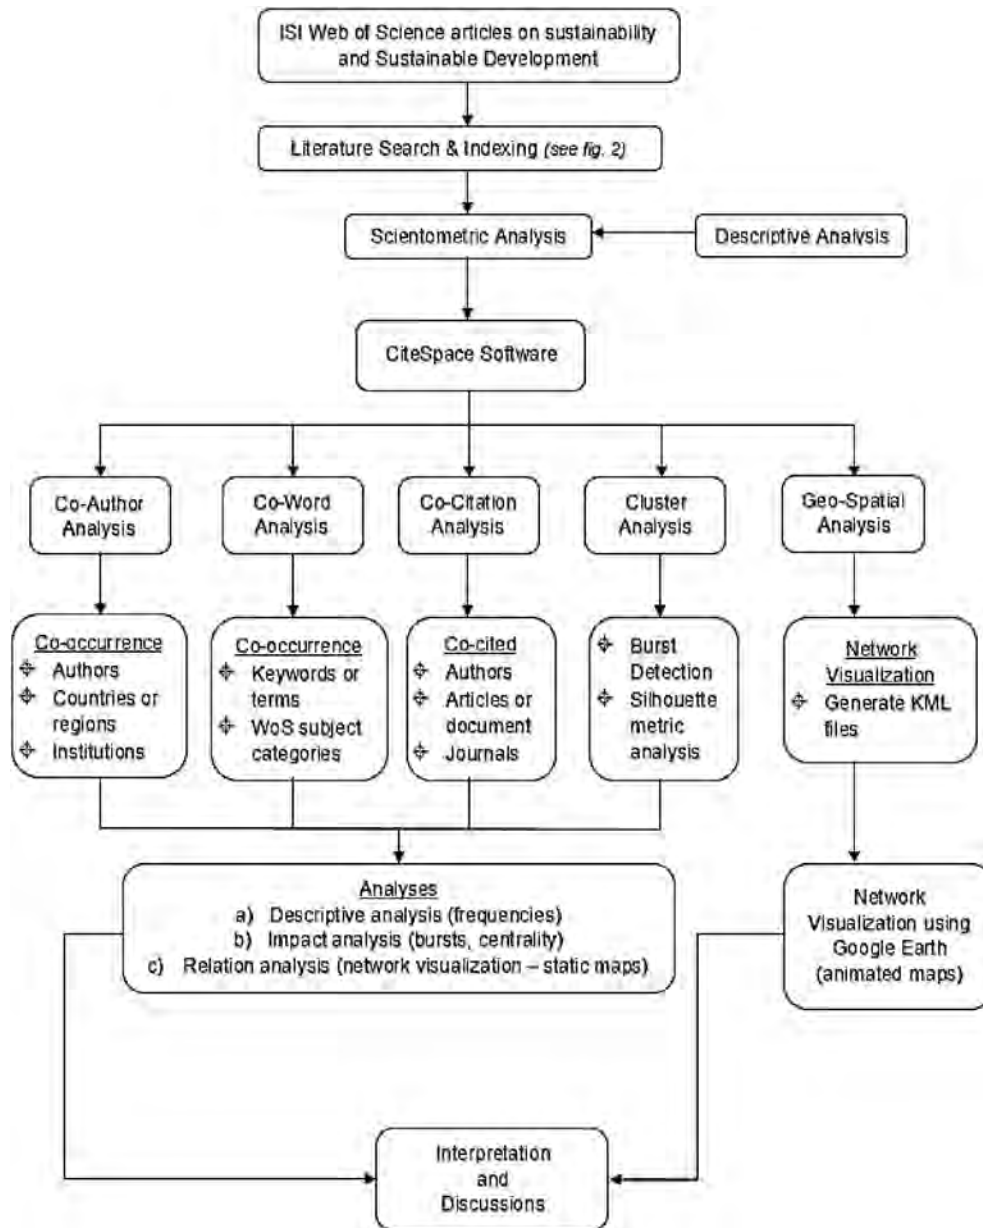 ISI Web of Science articles on sustainability
and Sustainable Development
Literature Search & Indexing (see fig. 2)
Scientometric Analysis
Descriptive Analysis
CiteSpace Software
Co-Author
Analysis
Co-Word
Analysis
Co-Citation
Analysis
Cluster
Analysis
Geo-Spatial
Analysis
Co-occurrence
Authors
Countries or
regions
Institutions
Co-occurrence
Keywords or
terms
WoS subject
categories
Co-cited
Authors
Articles or
document
Journals
Burst
Detection
Silhouette
metric
analysis
Network
Visualization
Generate KML
files
Analyses
a) Descriptive analysis (frequencies)
b) Impact analysis (bursts, centrality)
c) Relation analysis (network visualization – static maps)
Network
Visualization using
Google Earth
(animated maps)
Interpretation
and
Discussions